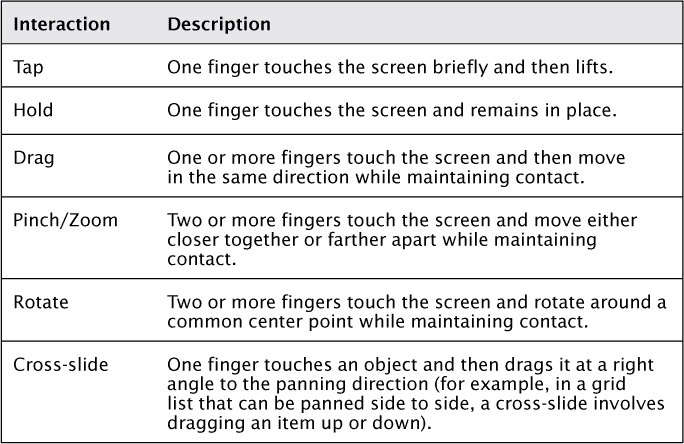 Interaction Description
Tap One finger touches the screen briefly and then lifts.
Hold One finger touches the screen and remains in place.
Drag One or more fingers touch the screen and then move
in the same direction while maintaining contact.
Pinch/Zoom Two or more fingers touch the screen and move either
closer together or farther apart while maintaining
contact.
Rotate Two or more fingers touch the screen and rotate around a
common center point while maintaining contact.
Cross-slide One finger touches an object and then drags it at a right
angle to the panning direction (for example, in a grid
list that can be panned side to side, a cross-slide involves
dragging an item up or down).